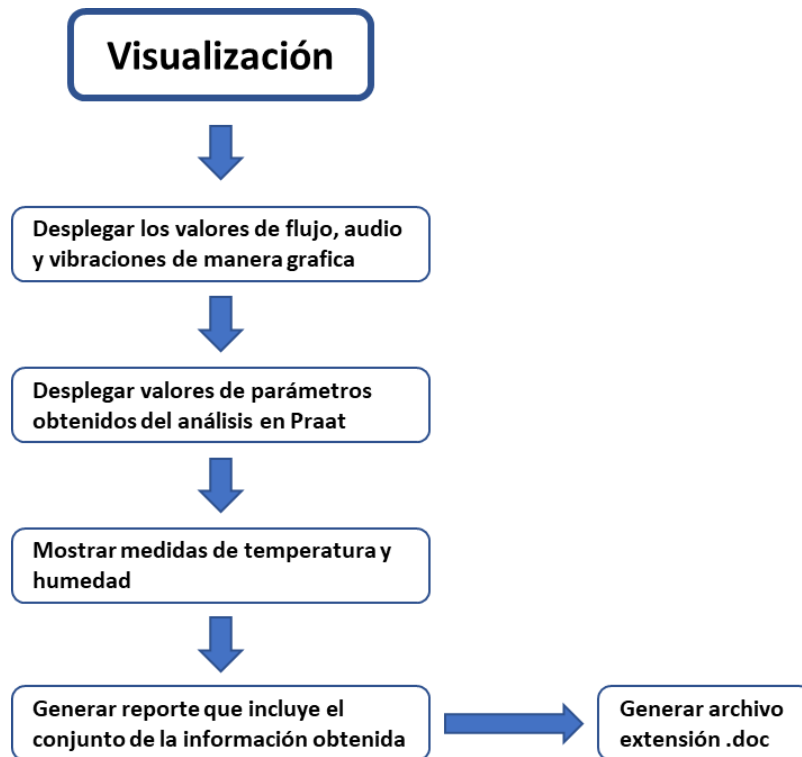 Visualización
Desplegar los valores de flujo, audio
y vibraciones de manera grafica
Desplegar valores de parámetros
obtenidos del análisis en Praat
Mostrar medidas de temperatura y
humedad
Generar reporte que incluye el
conjunto de la información obtenida
Generar archivo
extensión .doc